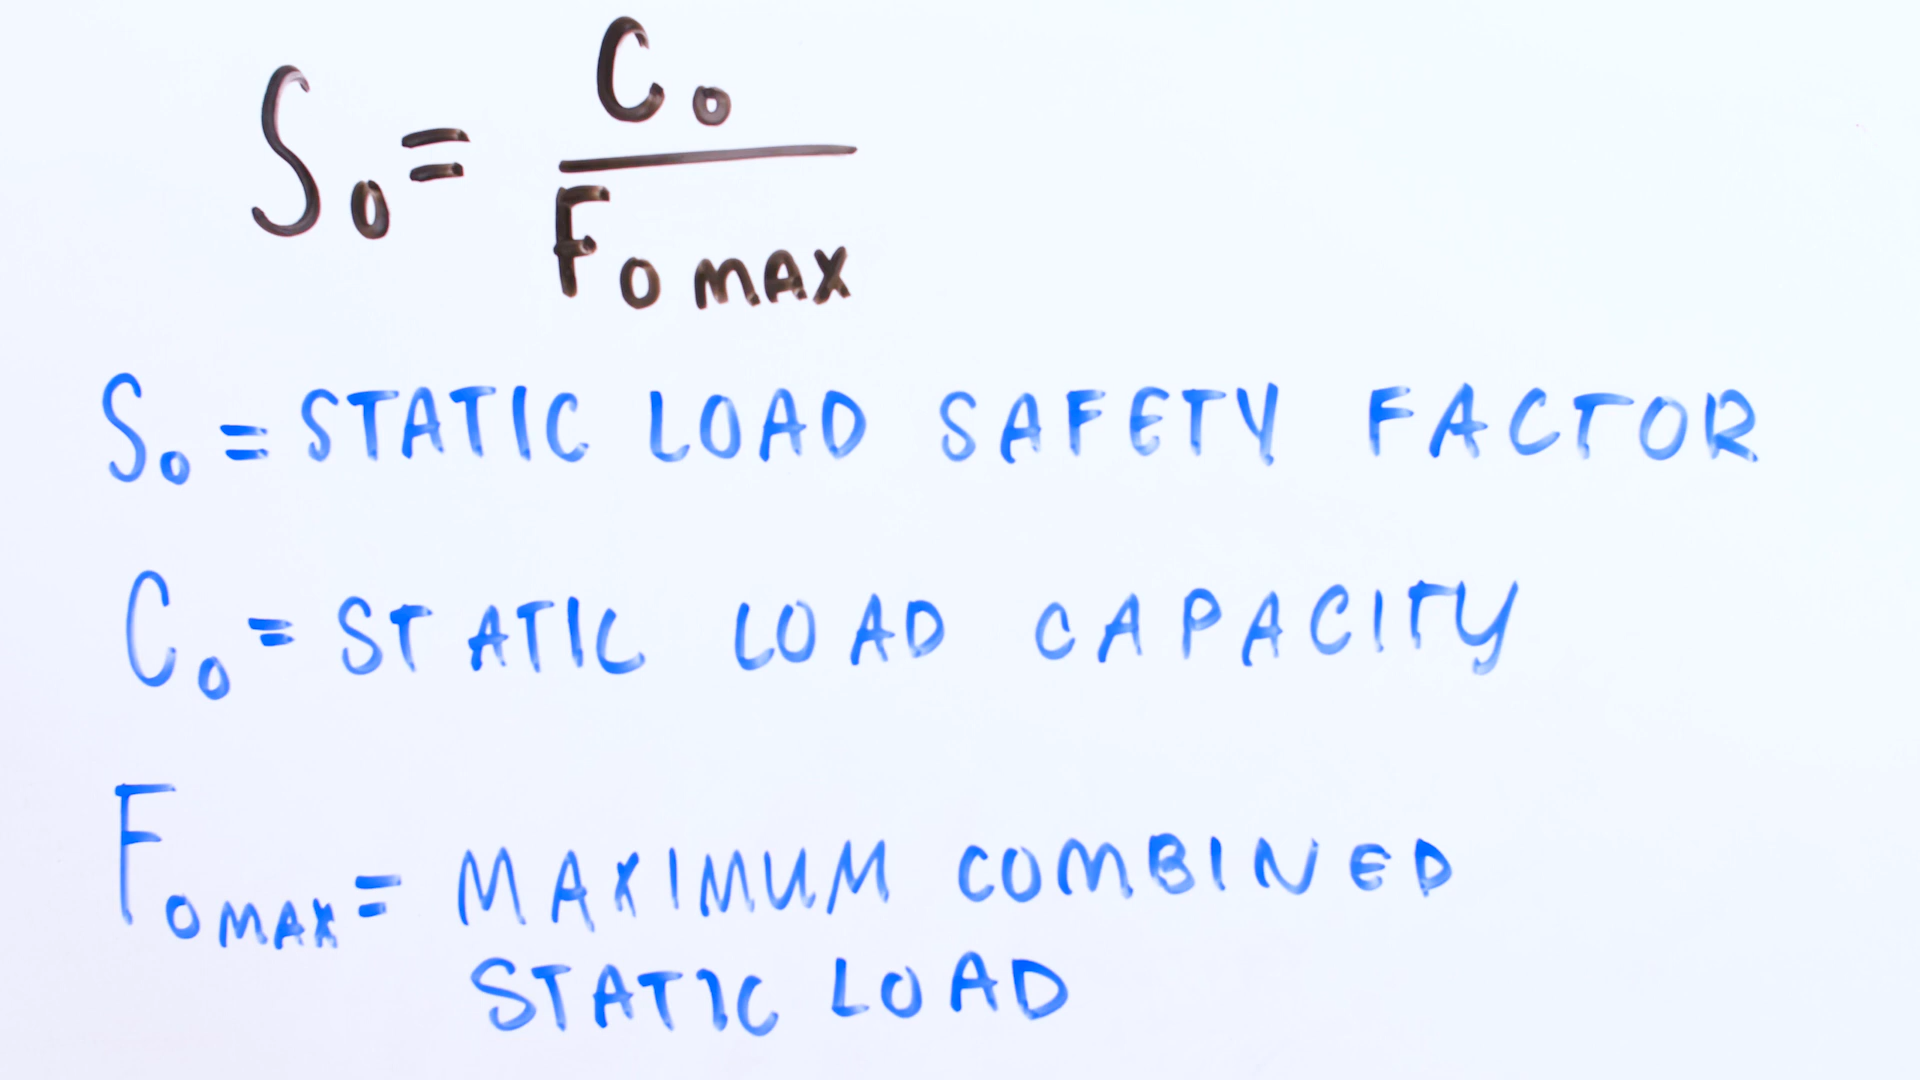 S₀ = C₀
F₀ MAX
S₀ = STATIC LOAD SAFETY FACTOR
C₀ = STATIC LOAD CAPACITY
F₀ MAX = MAXIMUM COMBINED
STATIC LOAD